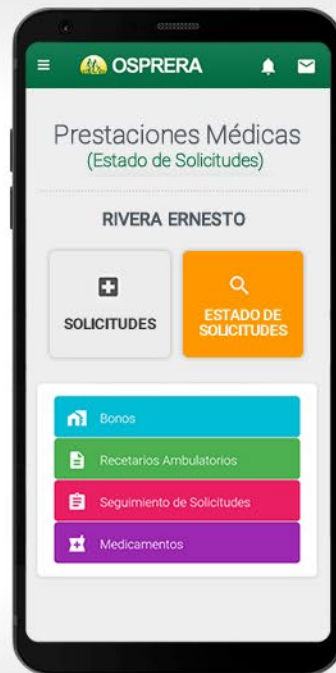 OSPRERA
Prestaciones Médicas
(Estado de Solicitudes)
RIVERA ERNESTO
SOLICITUDES
ESTADO DE
SOLICITUDES
Bonos
Recetarios Ambulatorios
Seguimiento de Solicitudes
Medicamentos